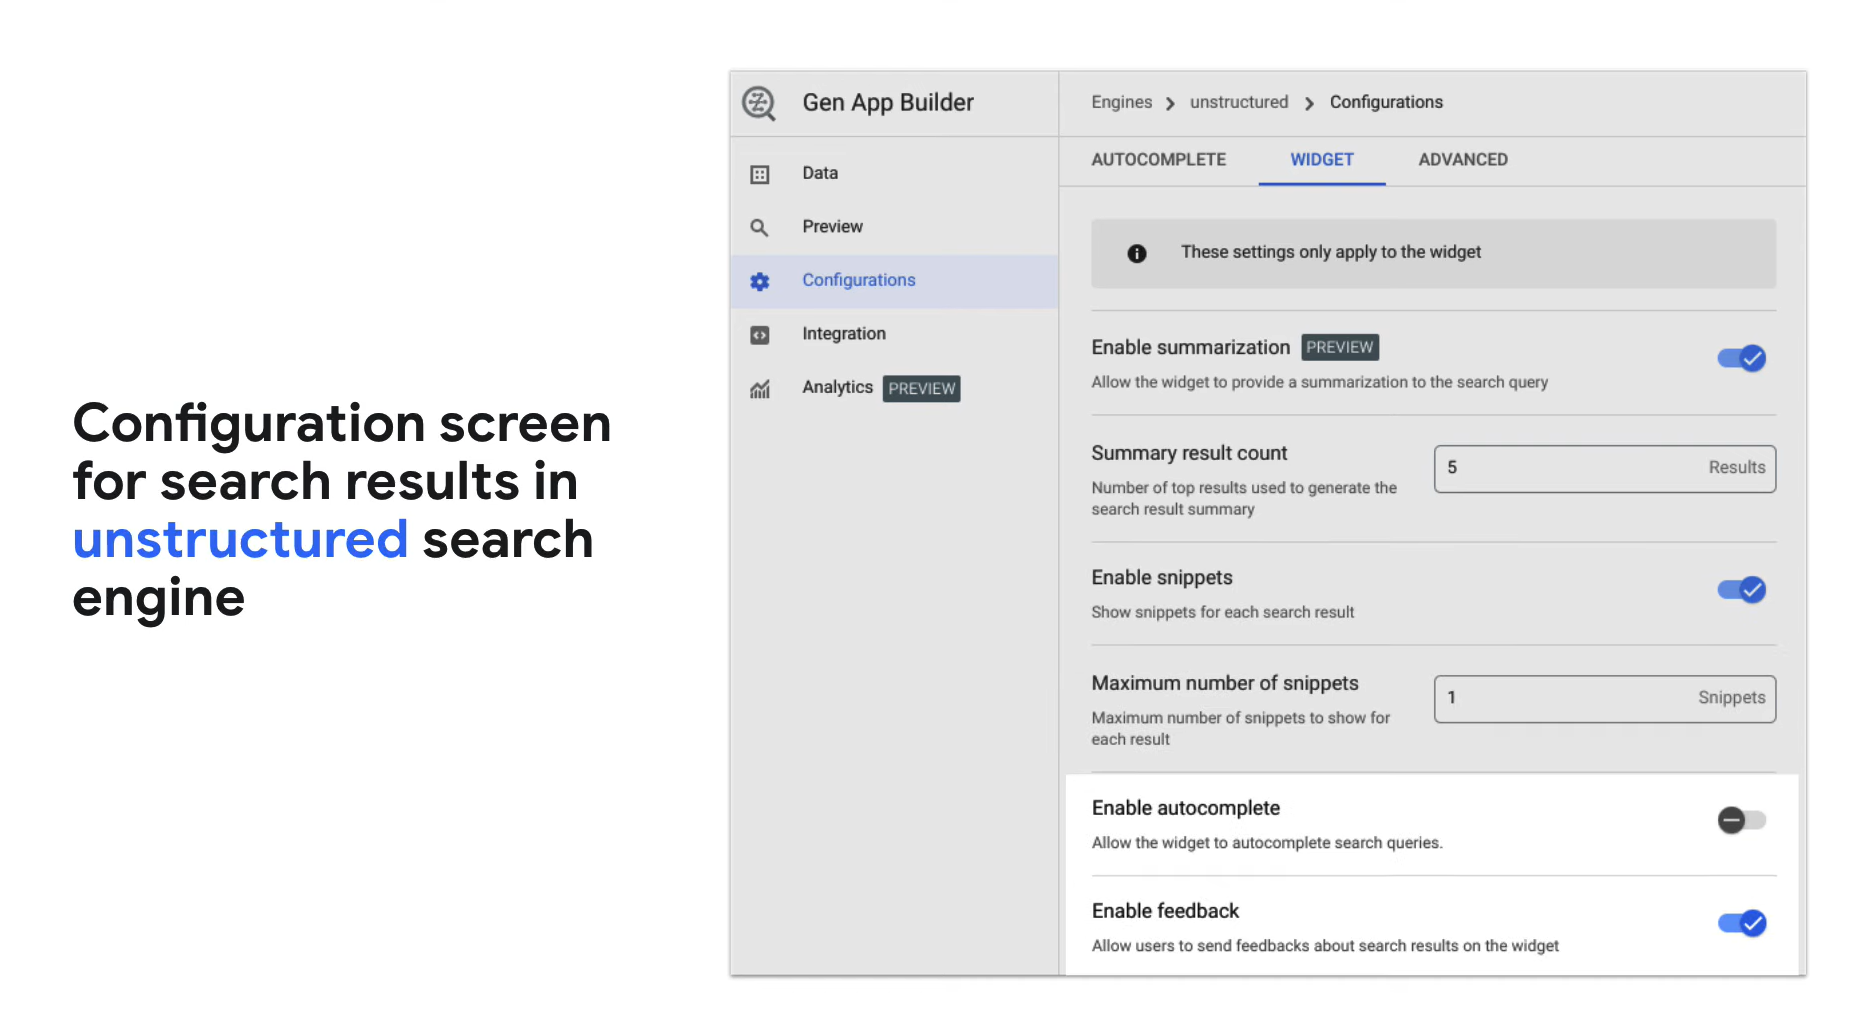 Configuration screen
for search results in
unstructured search
engine
Gen App Builder
Data
Preview
Configurations
Integration
Analytics PREVIEW
Engines > unstructured > Configurations
AUTOCOMPLETE WIDGET ADVANCED
These settings only apply to the widget
Enable summarization PREVIEW
Allow the widget to provide a summarization to the search query
Summary result count
Number of top results used to generate the
search result summary
5 Results
Enable snippets
Show snippets for each search result
Maximum number of snippets
Maximum number of snippets to show for
each result
1 Snippets
Enable autocomplete
Allow the widget to autocomplete search queries.
Enable feedback
Allow users to send feedbacks about search results on the widget